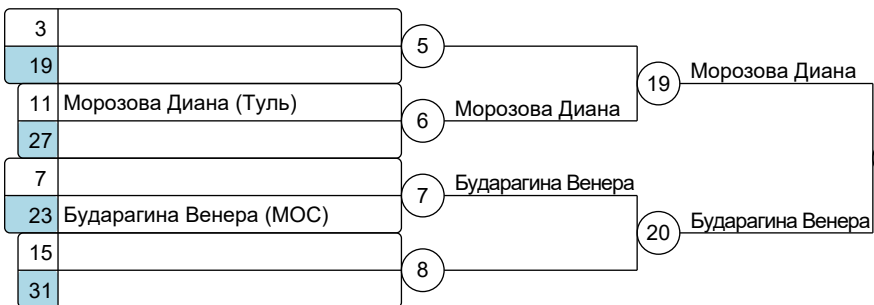 3
5
19
19 Морозова Диана
11 Морозова Диана (Туль)
6 Морозова Диана
27
7
7 Бударагина Венера
23 Бударагина Венера (МОС)
20 Бударагина Венера
15
8
31